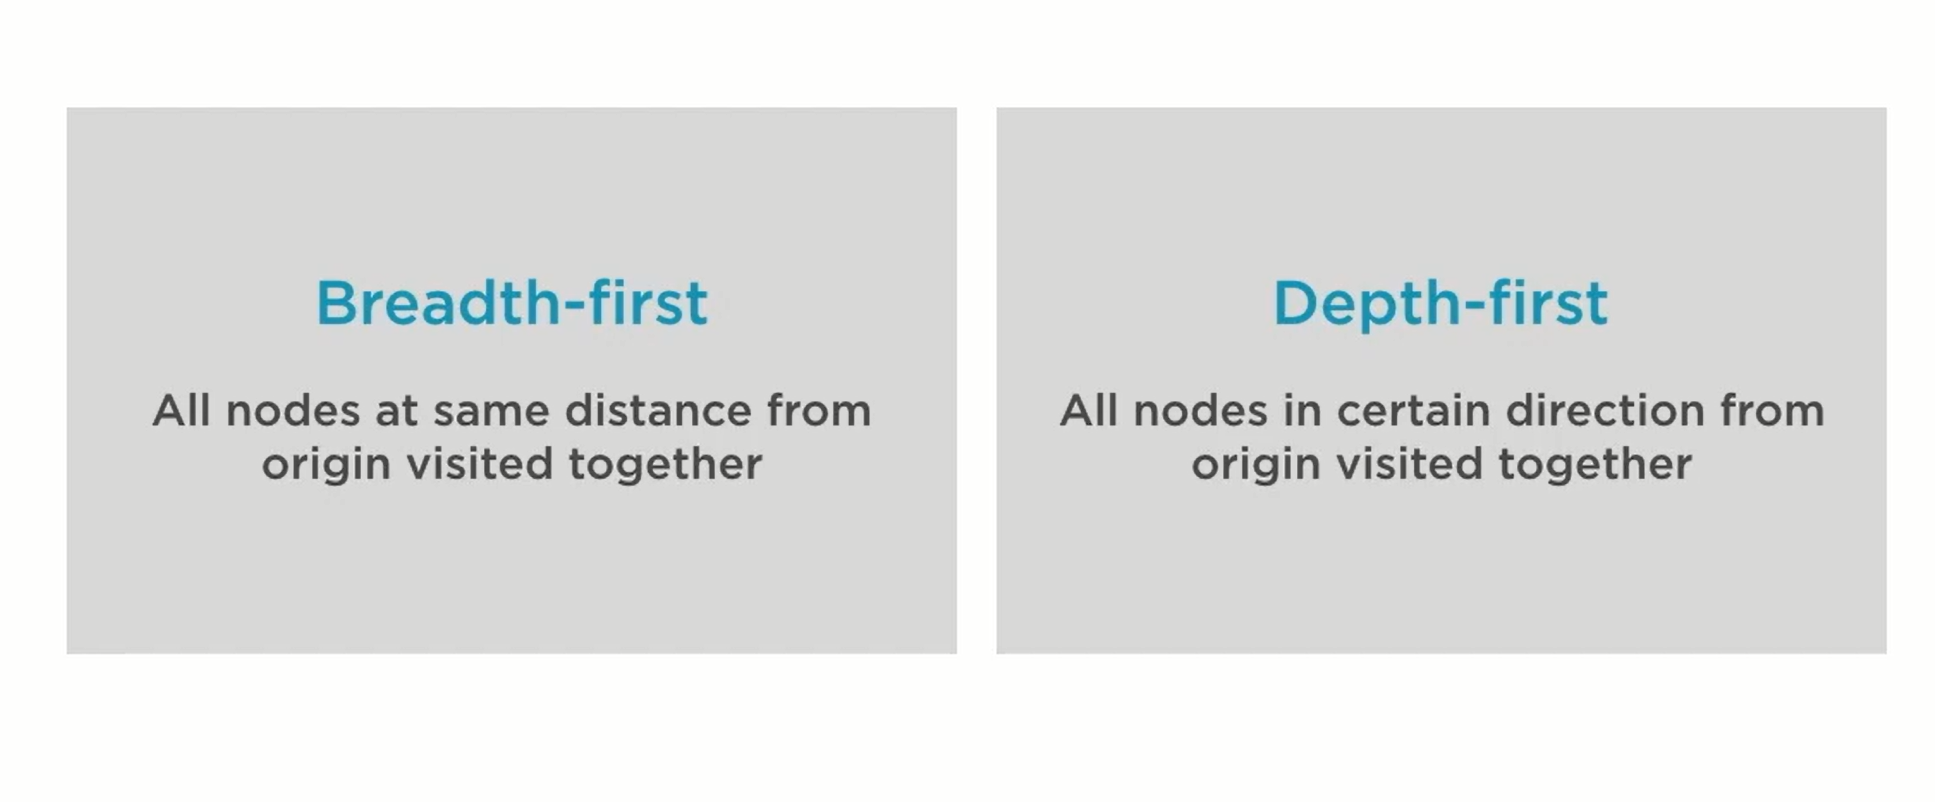 Breadth-first
All nodes at same distance from
origin visited together
Depth-first
All nodes in certain direction from
origin visited together